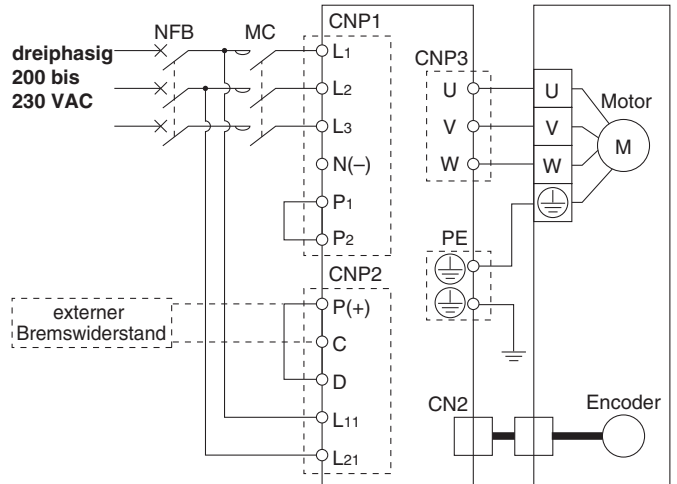 CNP1
NFB
MC
dreiphasig
200 bis
230 VAC
L1
L2
L3
N(–)
P1
P2
CNP3
U
V
W
U
V
W
Motor
M
PE
CNP2
P(+)
C
D
L11
L21
externer
Bremswiderstand
CN2
Encoder